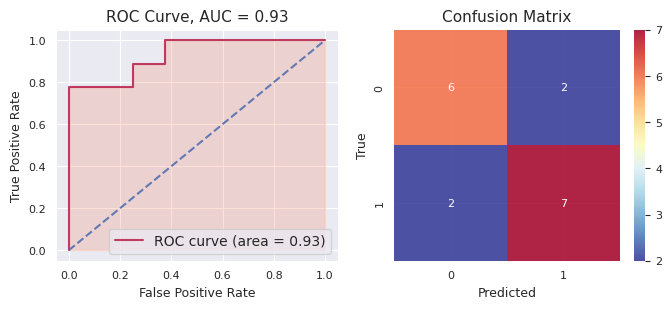 ROC Curve, AUC = 0.93
1.0
0.8
0.6
0.4
0.2
0.0
True Positive Rate
0.0 0.2 0.4 0.6 0.8 1.0
False Positive Rate
ROC curve (area = 0.93)
Confusion Matrix
0
1
True
6 2
2 7
0 1
Predicted
7
6
5
4
3
2